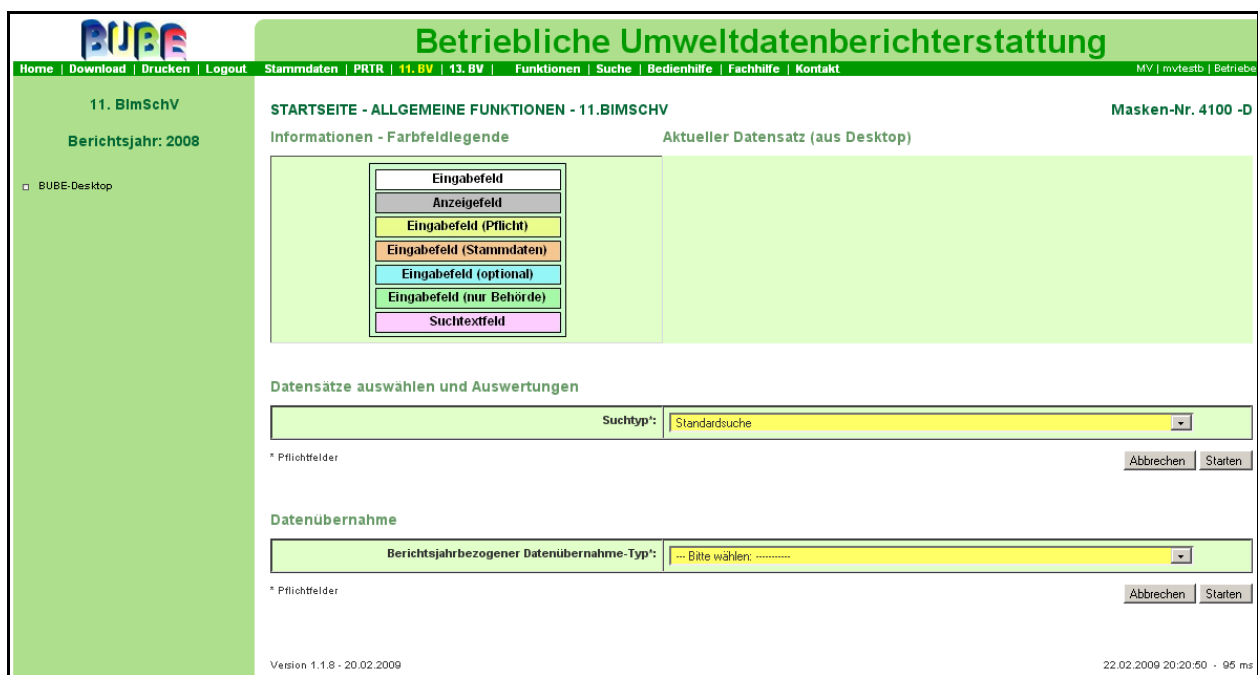 BUBE
Betriebliche Umweltdatenberichterstattung
Home | Download | Drucken | Logout Stammdaten | PRTR | 11. BV | 13. BV | Funktionen | Suche | Bedienhilfe | Fachhilfe | Kontakt MV | mvtestb | Betriebe
11. BImSchV
Berichtsjahr: 2008
BUBE-Desktop
STARTSEITE - ALLGEMEINE FUNKTIONEN - 11.BIMSCHV Masken-Nr. 4100 -D
Informationen - Farbfeldlegende Aktueller Datensatz (aus Desktop)
Eingabefeld
Anzeigefeld
Eingabefeld (Pflicht)
Eingabefeld (Stammdaten)
Eingabefeld (optional)
Eingabefeld (nur Behörde)
Suchtextfeld
Datensätze auswählen und Auswertungen
Suchtyp*: Standardsuche
* Pflichtfelder Abbrechen Starten
Datenübernahme
Berichtsjahrbezogener Datenübernahme-Typ*: --- Bitte wählen: -----------
* Pflichtfelder Abbrechen Starten
Version 1.1.8 - 20.02.2009 22.02.2009 20:20:50 - 95 ms